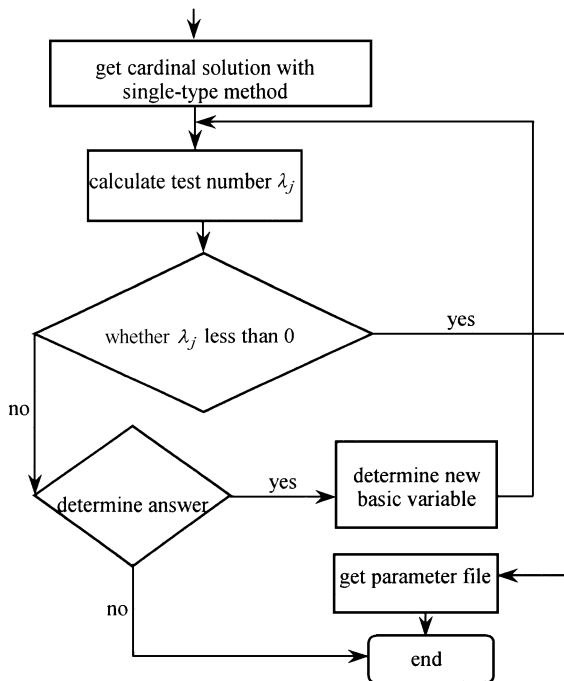 get cardinal solution with
single-type method
calculate test number λj
whether λj less than 0
yes
no
determine answer
yes
determine new
basic variable
get parameter file
no
end